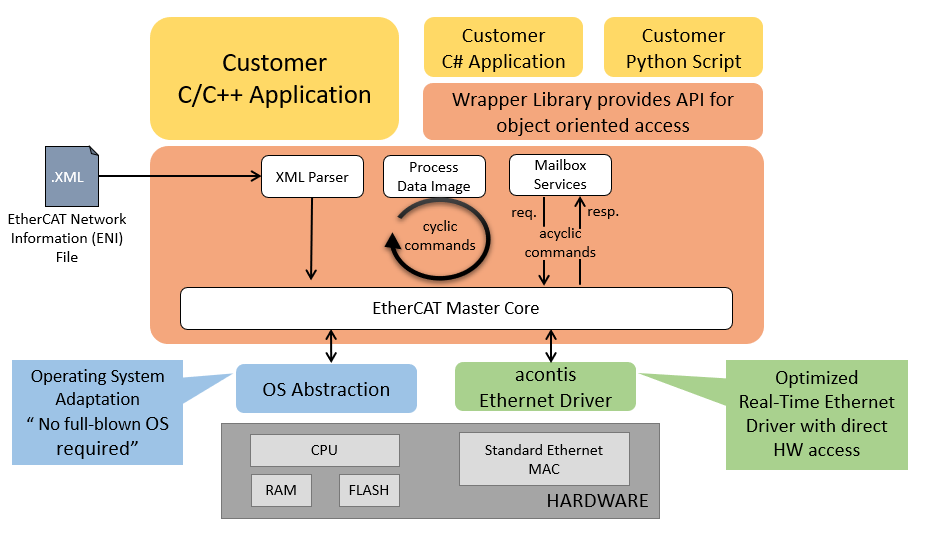 Customer
C/C++ Application
Customer
C# Application
Customer
Python Script
Wrapper Library provides API for
object oriented access
.XML
EtherCAT Network
Information (ENI)
File
XML Parser
Process
Data Image
Mailbox
Services
cyclic
commands
req.
resp.
acyclic
commands
EtherCAT Master Core
Operating System
Adaptation
“ No full-blown OS
required”
OS Abstraction
acontis
Ethernet Driver
Optimized
Real-Time Ethernet
Driver with direct
HW access
CPU
RAM
FLASH
Standard Ethernet
MAC
HARDWARE